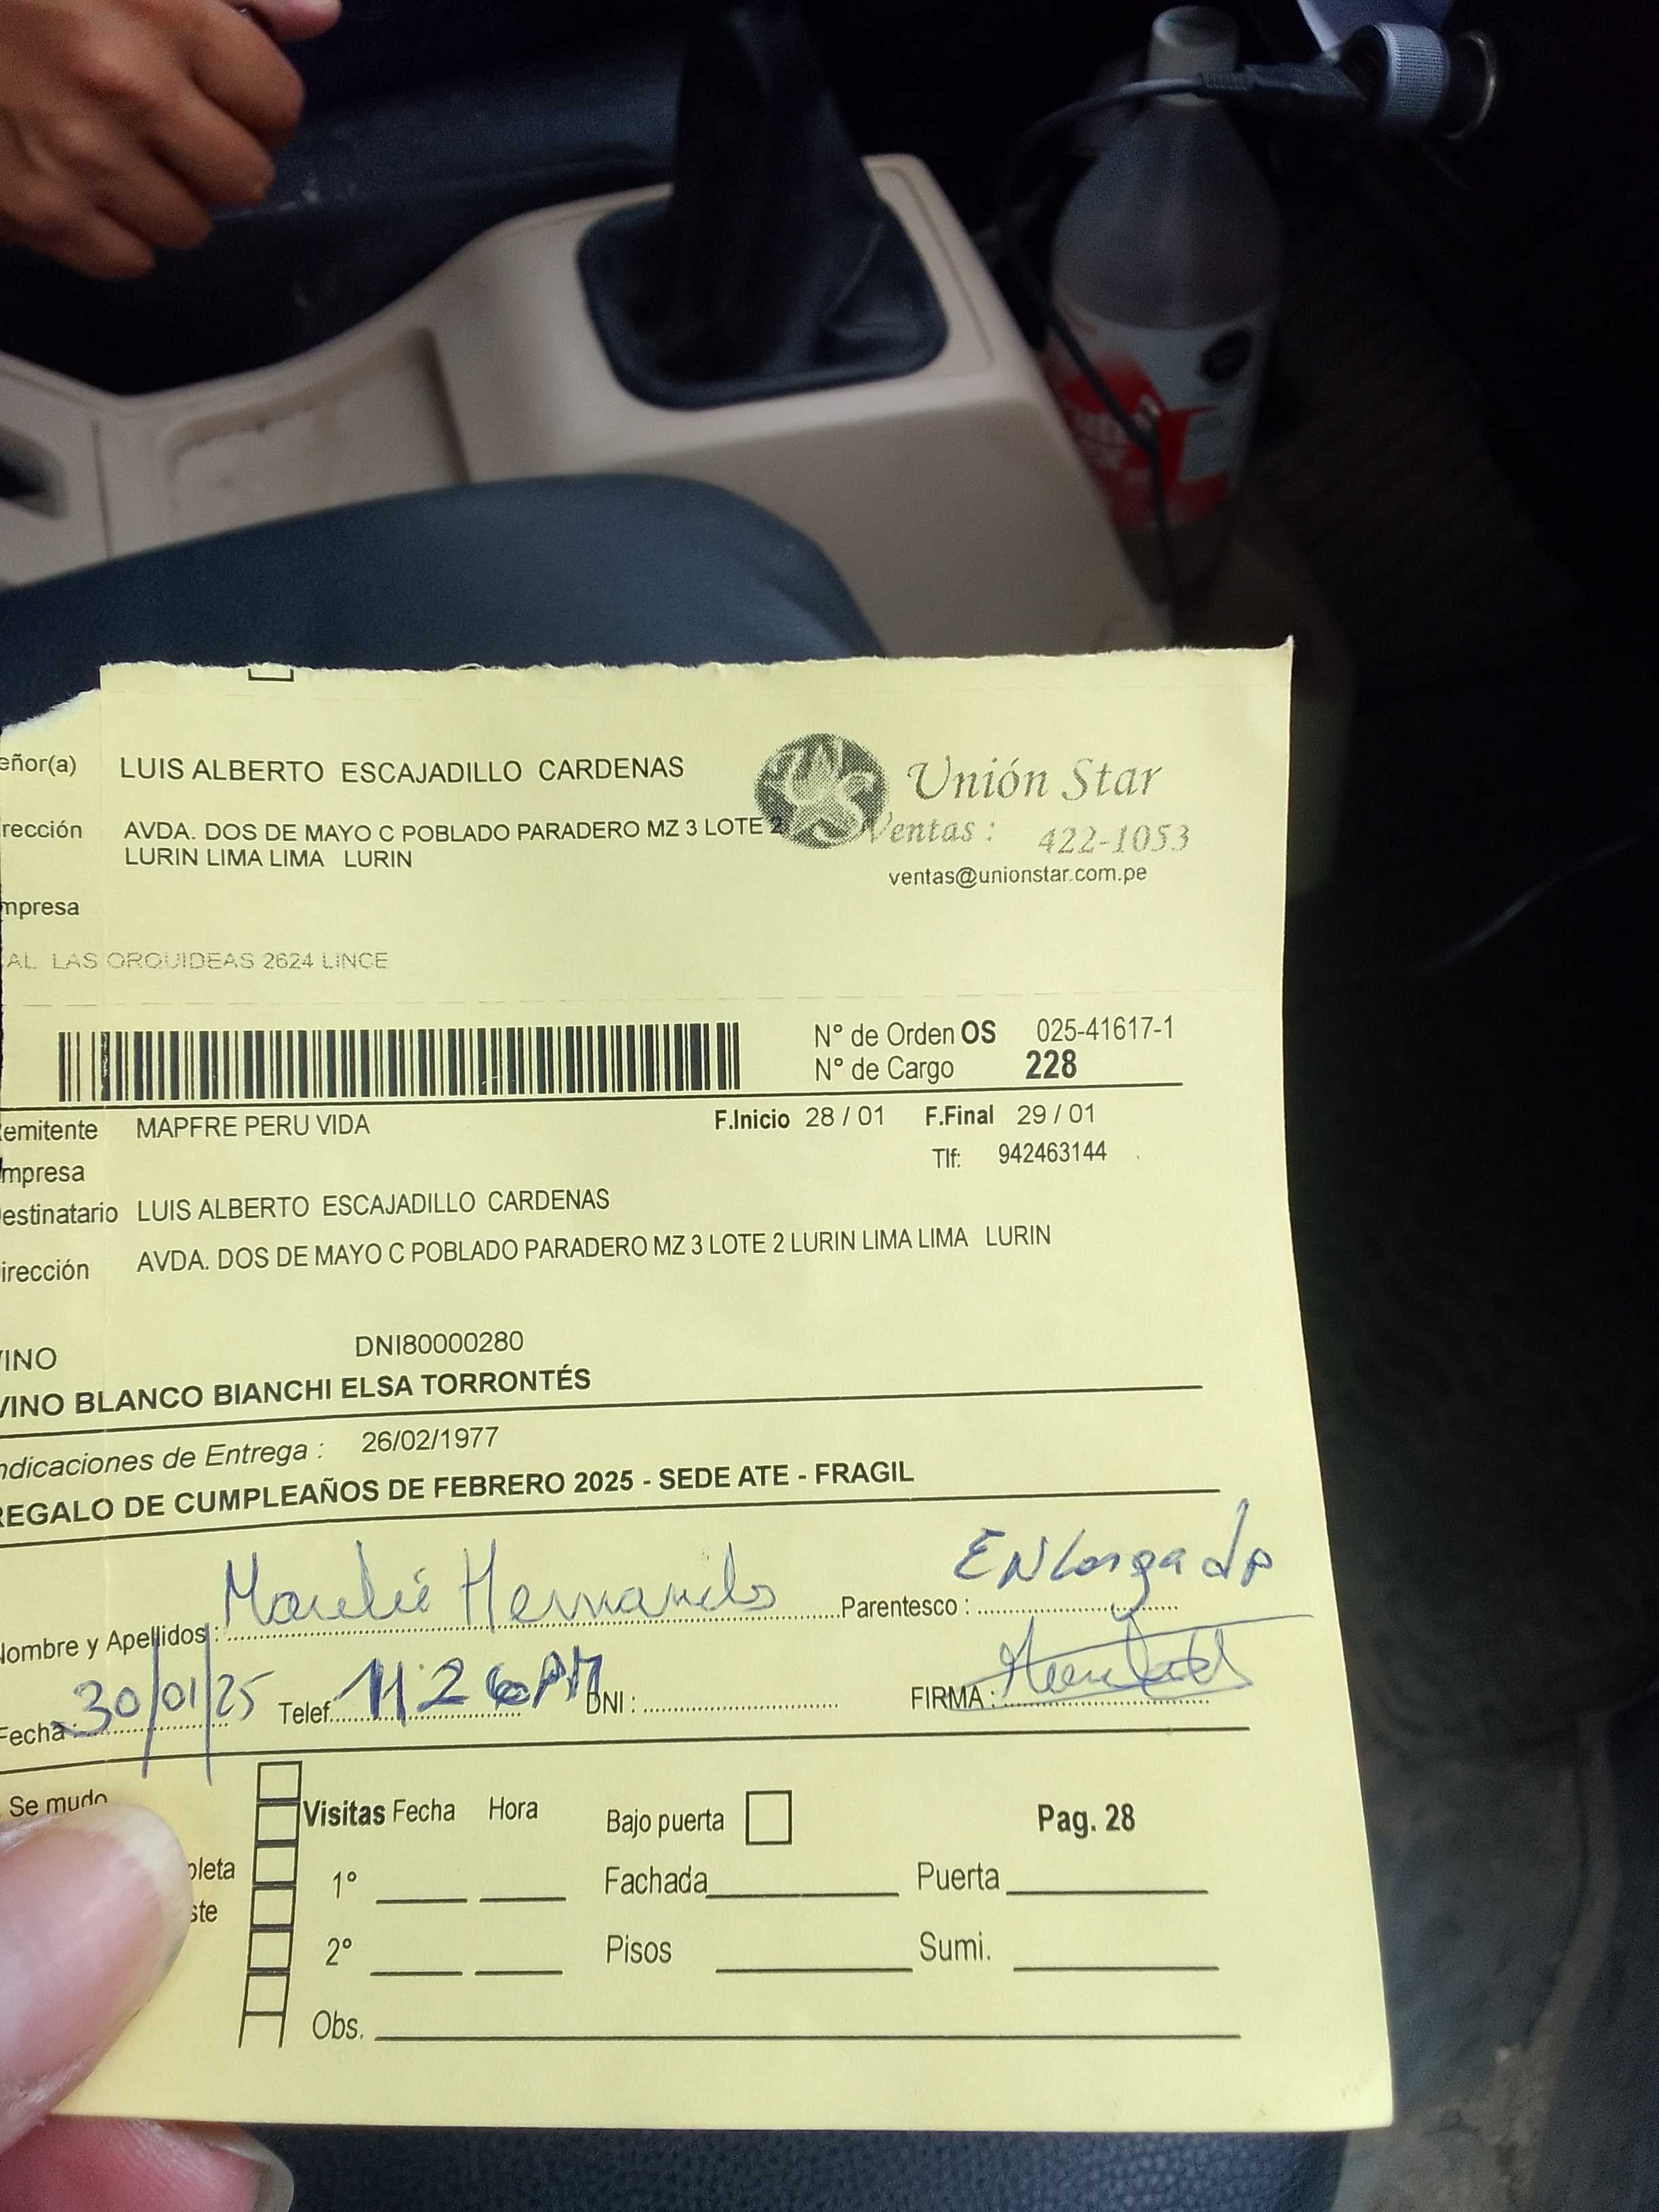 eñor(a) LUIS ALBERTO ESCAJADILLO CARDENAS
Unión Star
rección AVDA. DOS DE MAYO C POBLADO PARADERO MZ 3 LOTE 2
Ventas : 422-1053
LURIN LIMA LIMA LURIN
ventas@unionstar.com.pe
mpresa
AL LAS ORQUIDEAS 2624 LINCE
N° de Orden OS 025-41617-1
N° de Cargo 228
emitente MAPFRE PERU VIDA F.Inicio 28 / 01 F.Final 29 / 01
mpresa Tlf: 942463144
estinatario LUIS ALBERTO ESCAJADILLO CARDENAS
irección AVDA. DOS DE MAYO C POBLADO PARADERO MZ 3 LOTE 2 LURIN LIMA LIMA LURIN
VINO DNI80000280
VINO BLANCO BIANCHI ELSA TORRONTÉS
ndicaciones de Entrega : 26/02/1977
REGALO DE CUMPLEAÑOS DE FEBRERO 2025 - SEDE ATE - FRAGIL
Nombre y Apellidos : Parentesco : ENcargado
Fecha: 30/01/25 Telef. 11:26 AM DNI : FIRMA :
Se mudo
Visitas Fecha Hora Bajo puerta Pag. 28
pleta
1° Fachada Puerta
ste
2° Pisos Sumi.
Obs.